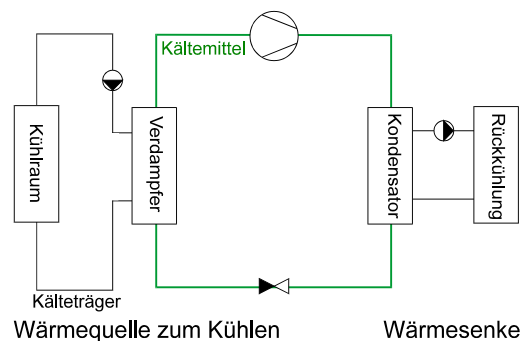 Kältemittel
Kühlraum
Verdampfer
Kondensator
Rückkühlung
Kälteträger
Wärmequelle zum Kühlen
Wärmesenke